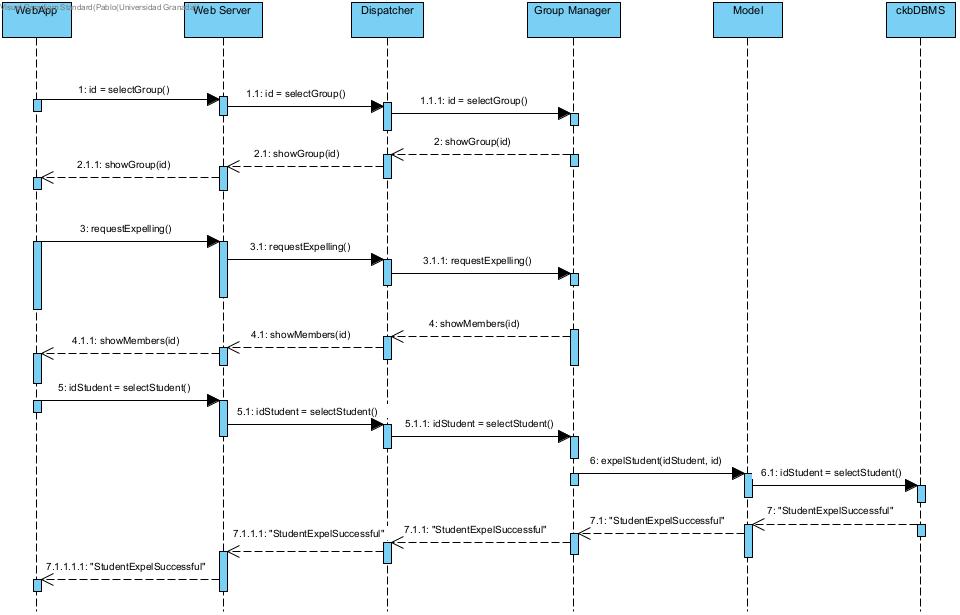 Visual Paradigm Standard(Pablo(Universidad Granada))
WebApp
Web Server
Dispatcher
Group Manager
Model
ckbDBMS
1: id = selectGroup()
1.1: id = selectGroup()
1.1.1: id = selectGroup()
2: showGroup(id)
2.1: showGroup(id)
2.1.1: showGroup(id)
3: requestExpelling()
3.1: requestExpelling()
3.1.1: requestExpelling()
4: showMembers(id)
4.1: showMembers(id)
4.1.1: showMembers(id)
5: idStudent = selectStudent()
5.1: idStudent = selectStudent()
5.1.1: idStudent = selectStudent()
6: expelStudent(idStudent, id)
6.1: idStudent = selectStudent()
7: "StudentExpelSuccessful"
7.1: "StudentExpelSuccessful"
7.1.1: "StudentExpelSuccessful"
7.1.1.1: "StudentExpelSuccessful"
7.1.1.1.1: "StudentExpelSuccessful"